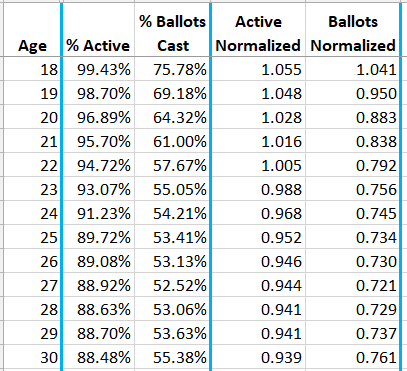 % Ballots Active Ballots
Age % Active Cast Normalized Normalized
18 99.43% 75.78% 1.055 1.041
19 98.70% 69.18% 1.048 0.950
20 96.89% 64.32% 1.028 0.883
21 95.70% 61.00% 1.016 0.838
22 94.72% 57.67% 1.005 0.792
23 93.07% 55.05% 0.988 0.756
24 91.23% 54.21% 0.968 0.745
25 89.72% 53.41% 0.952 0.734
26 89.08% 53.13% 0.946 0.730
27 88.92% 52.52% 0.944 0.721
28 88.63% 53.06% 0.941 0.729
29 88.70% 53.63% 0.941 0.737
30 88.48% 55.38% 0.939 0.761